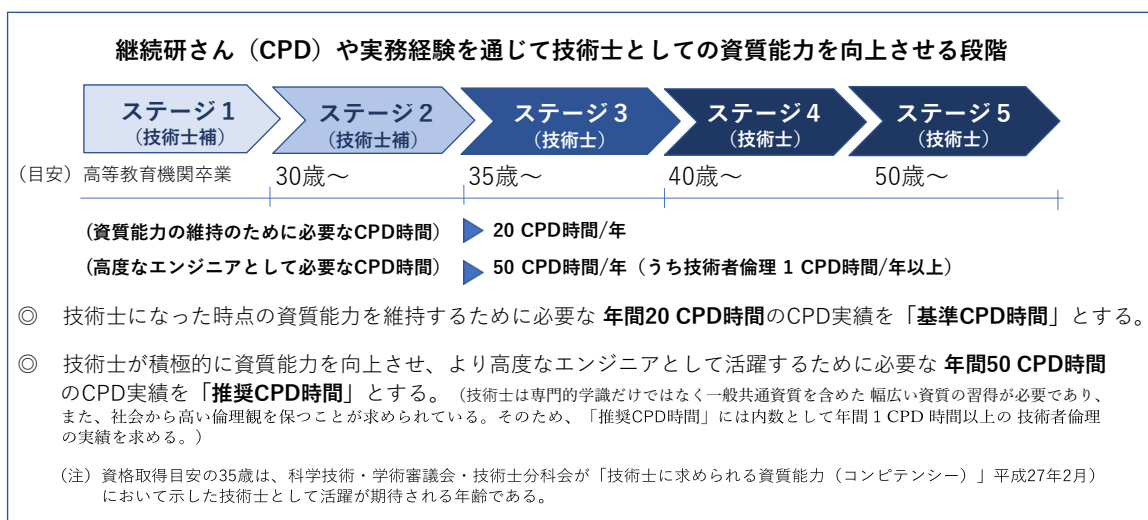 継続研さん（CPD）や実務経験を通じて技術士としての資質能力を向上させる段階
ステージ１ ステージ２ ステージ３ ステージ４ ステージ５
（技術士補） （技術士補） （技術士） （技術士） （技術士）
（目安）高等教育機関卒業 30歳～ 35歳～ 40歳～ 50歳～
（資質能力の維持のために必要なCPD時間） 20 CPD時間/年
（高度なエンジニアとして必要なCPD時間） 50 CPD時間/年（うち技術者倫理 1 CPD時間/年以上）
◎ 技術士になった時点の資質能力を維持するために必要な 年間20 CPD時間のCPD実績を「基準CPD時間」とする。
◎ 技術士が積極的に資質能力を向上させ、より高度なエンジニアとして活躍するために必要な 年間50 CPD時間
のCPD実績を「推奨CPD時間」とする。（技術士は専門的学識だけではなく一般共通資質を含めた 幅広い資質の習得が必要であり、
また、社会から高い倫理観を保つことが求められている。そのため、「推奨CPD時間」には内数として年間 1 CPD 時間以上の 技術者倫理
の実績を求める。）
（注）資格取得目安の35歳は、科学技術・学術審議会・技術士分科会が「技術士に求められる資質能力（コンピテンシー）」平成27年2月）
において示した技術士として活躍が期待される年齢である。